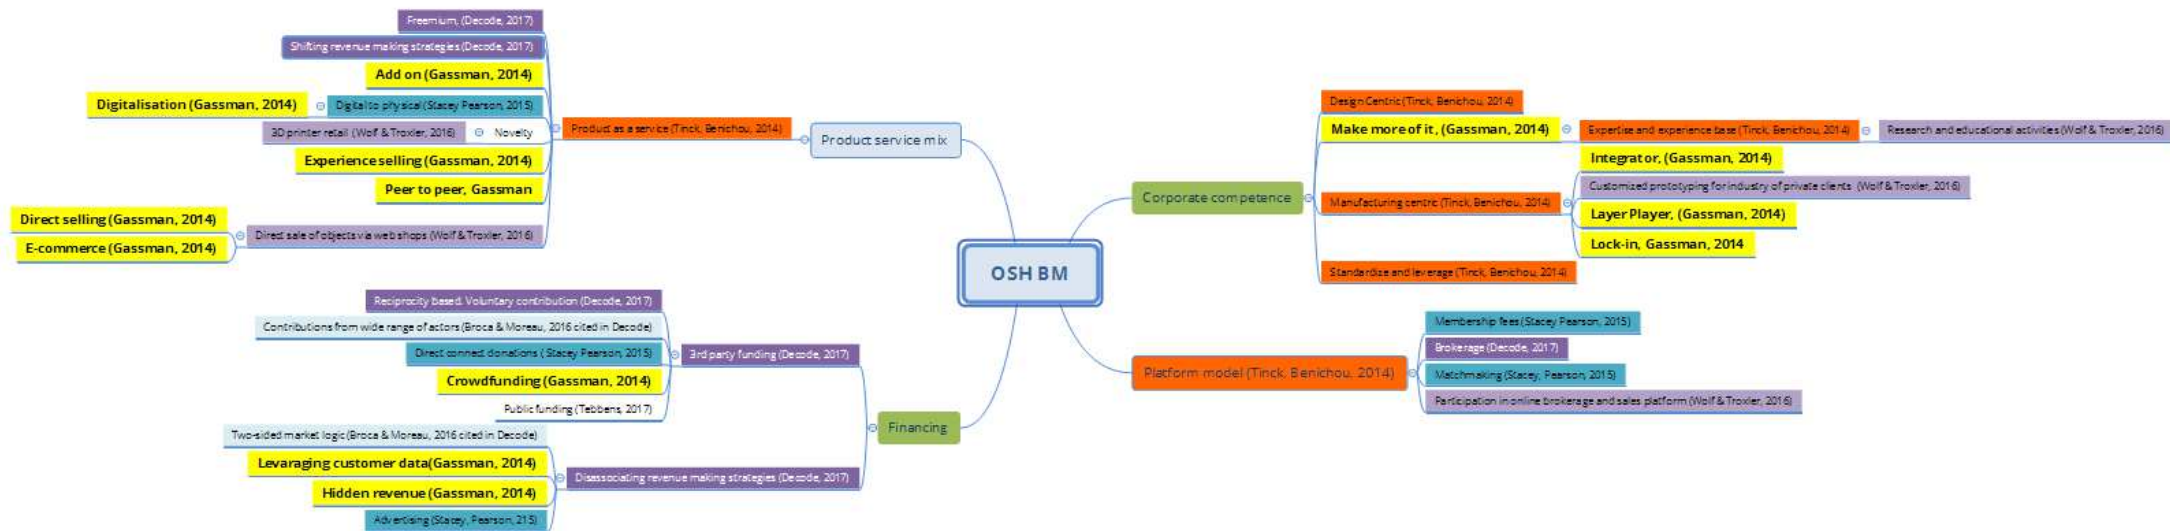 Freemium, (Decode, 2017)
Shifting revenue making strategies (Decode, 2017)
Add on (Gassman, 2014)
Digitalisation (Gassman, 2014)
Digital to physical (Stacey Pearson, 2015)
3D printer retail (Wolf & Troxler, 2016)
Novelty
Experience selling (Gassman, 2014)
Peer to peer, Gassman
Direct selling (Gassman, 2014)
E-commerce (Gassman, 2014)
Direct sale of objects via web shops (Wolf & Troxler, 2016)
Product as a service (Tinck, Benichou, 2014)
Product service mix
Reciprocity based. Voluntary contribution (Decode, 2017)
Contributions from wide range of actors (Broca & Moreau, 2016 cited in Decode)
Direct connect donations ( Stacey Pearson, 2015)
Crowdfunding (Gassman, 2014)
Public funding (Tebbens, 2017)
3rd party funding (Decode, 2017)
Two-sided market logic (Broca & Moreau, 2016 cited in Decode)
Levaraging customer data(Gassman, 2014)
Hidden revenue (Gassman, 2014)
Advertising (Stacey, Pearson, 215)
Disassociating revenue making strategies (Decode, 2017)
Financing
OSH BM
Corporate competence
Design Centric (Tinck, Benichou, 2014)
Make more of it, (Gassman, 2014)
Expertise and experience base (Tinck, Benichou, 2014)
Research and educational activities (Wolf & Troxler, 2016)
Manufacturing centric (Tinck, Benichou, 2014)
Integrator, (Gassman, 2014)
Customized prototyping for industry of private clients (Wolf & Troxler, 2016)
Layer Player, (Gassman, 2014)
Lock-in, Gassman, 2014
Standardize and leverage (Tinck, Benichou, 2014)
Platform model (Tinck, Benichou, 2014)
Membership fees (Stacey Pearson, 2015)
Brokerage (Decode, 2017)
Matchmaking (Stacey, Pearson, 2015)
Participation in online brokerage and sales platform (Wolf & Troxler, 2016)